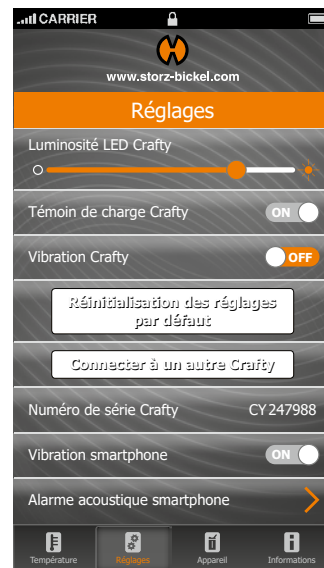 CARRIER
www.storz-bickel.com
Réglages
Luminosité LED Crafty
Témoin de charge Crafty ON
Vibration Crafty OFF
Réinitialisation des réglages
par défaut
Connecter à un autre Crafty
Numéro de série Crafty CY 247988
Vibration smartphone ON
Alarme acoustique smartphone
Température Réglages Appareil Informations